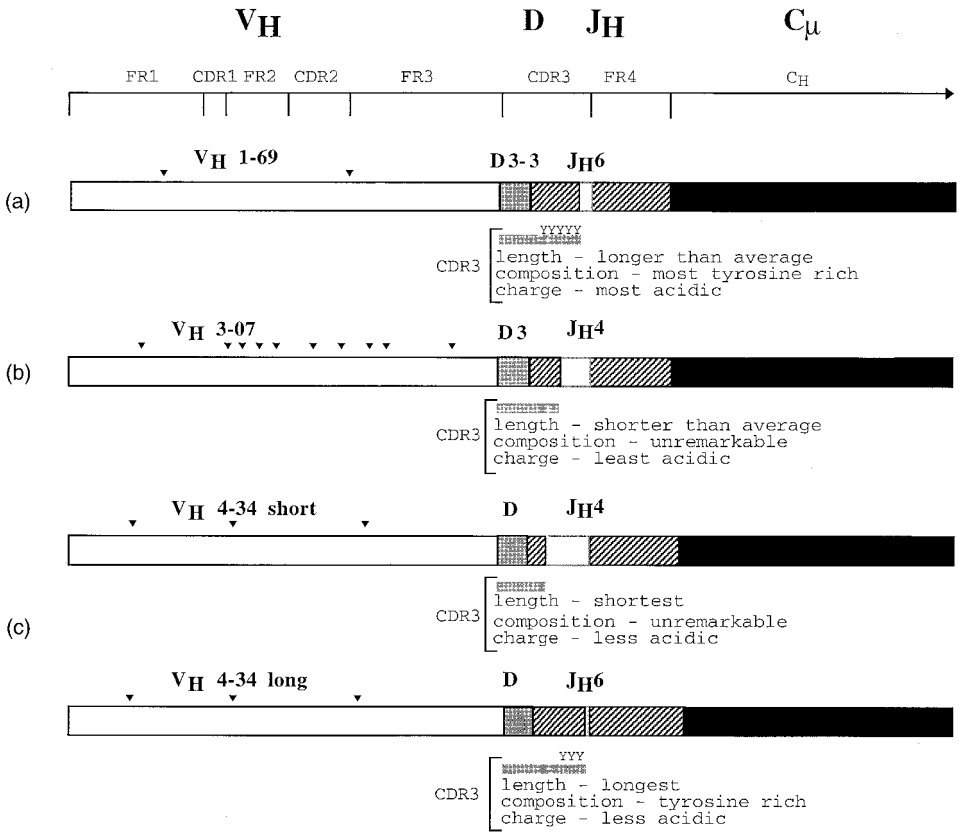 VH D JH Cμ
FR1 CDR1 FR2 CDR2 FR3 CDR3 FR4 CH
VH 1-69 D3-3 JH6
(a)
YYYYY
CDR3
length - longer than average
composition - most tyrosine rich
charge - most acidic
VH 3-07 D3 JH4
(b)
CDR3
length - shorter than average
composition - unremarkable
charge - least acidic
VH 4-34 short D JH4
CDR3
length - shortest
composition - unremarkable
charge - less acidic
(c)
VH 4-34 long D JH6
YYY
CDR3
length - longest
composition - tyrosine rich
charge - less acidic